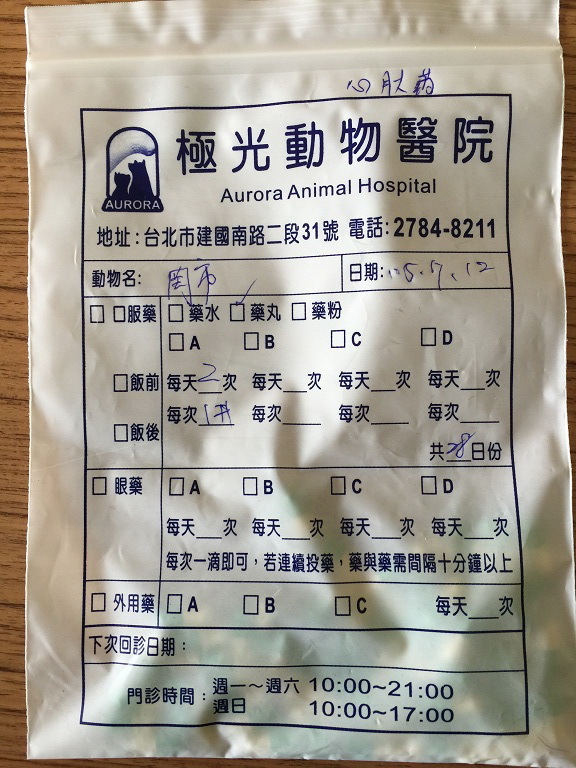 心肽药
極光動物醫院
Aurora Animal Hospital
AURORA
地址:台北市建國南路二段31號 電話:2784-8211
動物名: 日期:05.7.12
□ 口服藥 □ 藥水 □ 藥丸 □ 藥粉
□ A □ B □ C □ D
□ 飯前 每天2次 每天___次 每天___次 每天___次
每次1# 每次____ 每次____ 每次____
□ 飯後
共28日份
□ 眼藥 □ A □ B □ C □ D
每天___次 每天___次 每天___次 每天___次
每次一滴即可,若連續投藥,藥與藥需間隔十分鐘以上
□ 外用藥 □ A □ B □ C 每天___次
下次回診日期:
門診時間: 週一～週六 10:00~21:00
週日 10:00~17:00